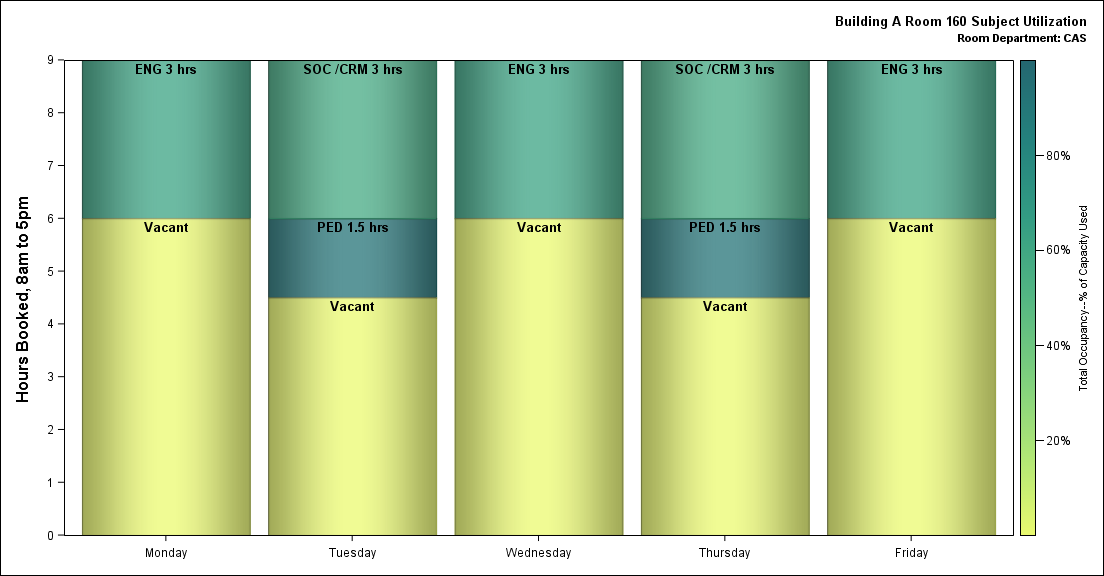 Building A Room 160 Subject Utilization
Room Department: CAS
Hours Booked, 8am to 5pm
9
8
7
6
5
4
3
2
1
0
ENG 3 hrs
Vacant
SOC /CRM 3 hrs
PED 1.5 hrs
Vacant
ENG 3 hrs
Vacant
SOC /CRM 3 hrs
PED 1.5 hrs
Vacant
ENG 3 hrs
Vacant
Monday
Tuesday
Wednesday
Thursday
Friday
80%
60%
40%
20%
Total Occupancy--% of Capacity Used